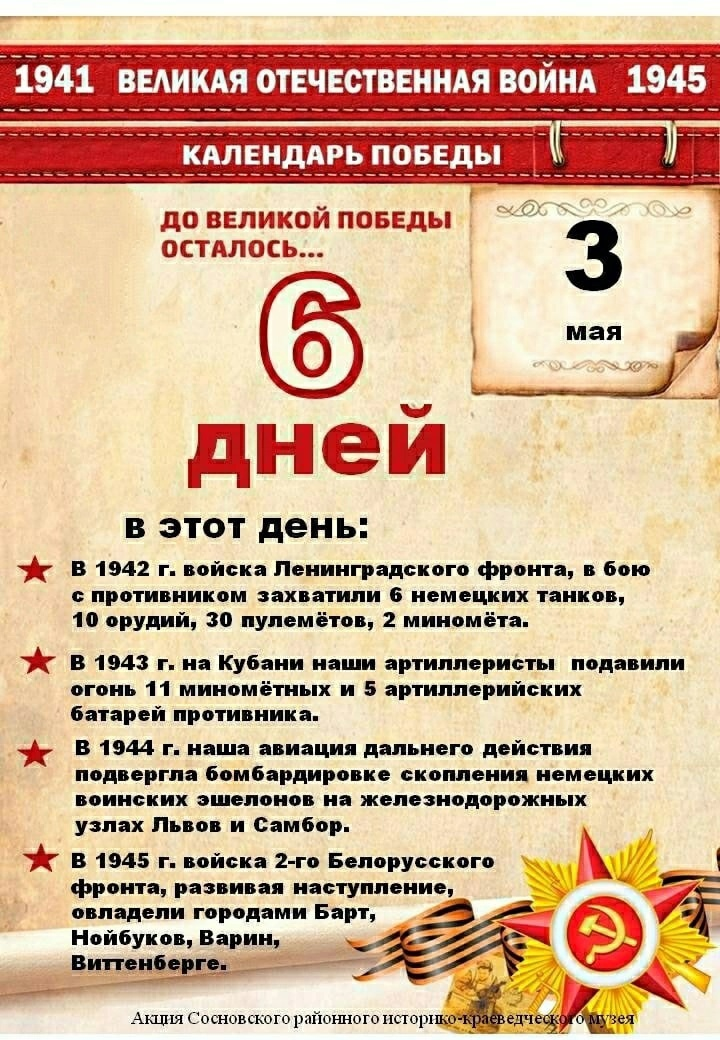 1941 ВЕЛИКАЯ ОТЕЧЕСТВЕННАЯ ВОЙНА 1945
КАЛЕНДАРЬ ПОБЕДЫ
ДО ВЕЛИКОЙ ПОБЕДЫ
ОСТАЛОСЬ...
6
дней
3
мая
в этот день:
В 1942 г. войска Ленинградского фронта, в бою
с противником захватили 6 немецких танков,
10 орудий, 30 пулемётов, 2 миномёта.
В 1943 г. на Кубани наши артиллеристы подавили
огонь 11 миномётных и 5 артиллерийских
батарей противника.
В 1944 г. наша авиация дальнего действия
подвергла бомбардировке скопления немецких
воинских эшелонов на железнодорожных
узлах Львов и Самбор.
В 1945 г. войска 2-го Белорусского
фронта, развивая наступление,
овладели городами Барт,
Нойбуков, Варин,
Виттенберге.
Акция Сосновского районного историко-краеведческого музея